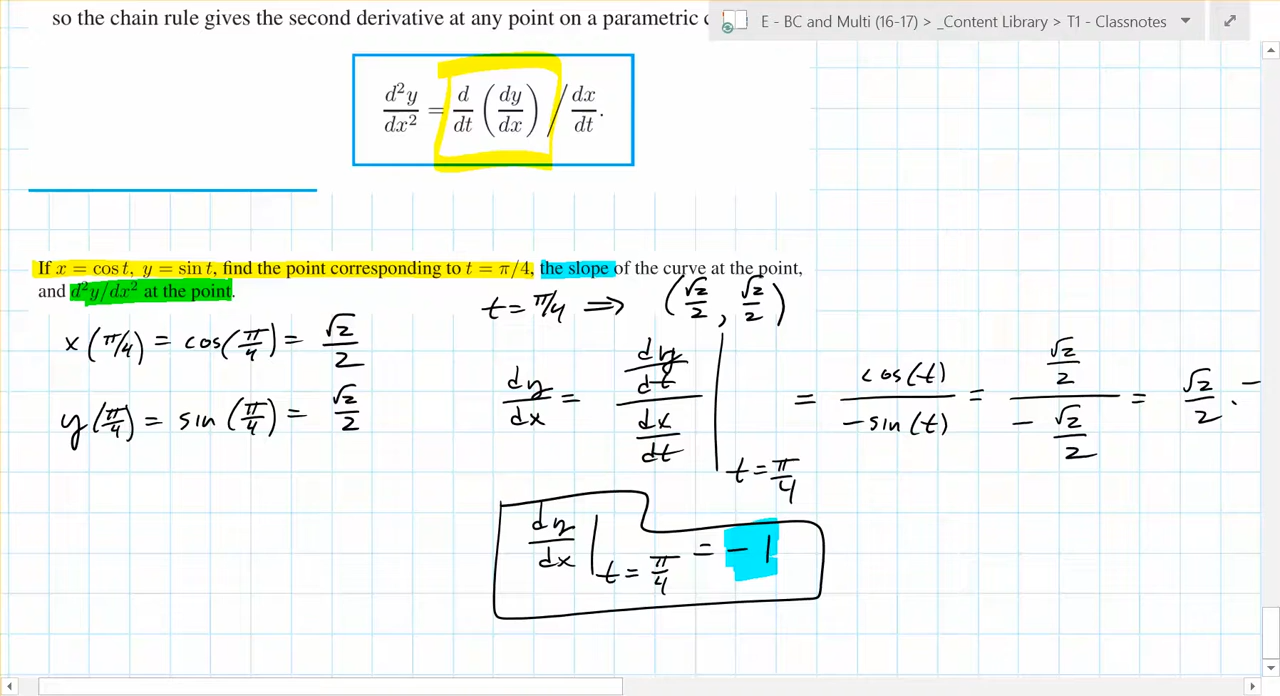 so the chain rule gives the second derivative at any point on a parametric
E - BC and Multi (16-17) > _Content Library > T1 - Classnotes
d²y/dx² = d/dt (dy/dx) / dx/dt.
If x = cos t, y = sin t, find the point corresponding to t = π/4, the slope of the curve at the point,
and d²y/dx² at the point.
t = π/4 ⟹ (√2/2, √2/2)
x(π/4) = cos(π/4) = √2/2
y(π/4) = sin(π/4) = √2/2
dy/dx = (dy/dt)/(dx/dt) | t = π/4 = cos(t)/-sin(t) = (√2/2)/(-√2/2) = √2/2 · -
dy/dx | t = π/4 = -1